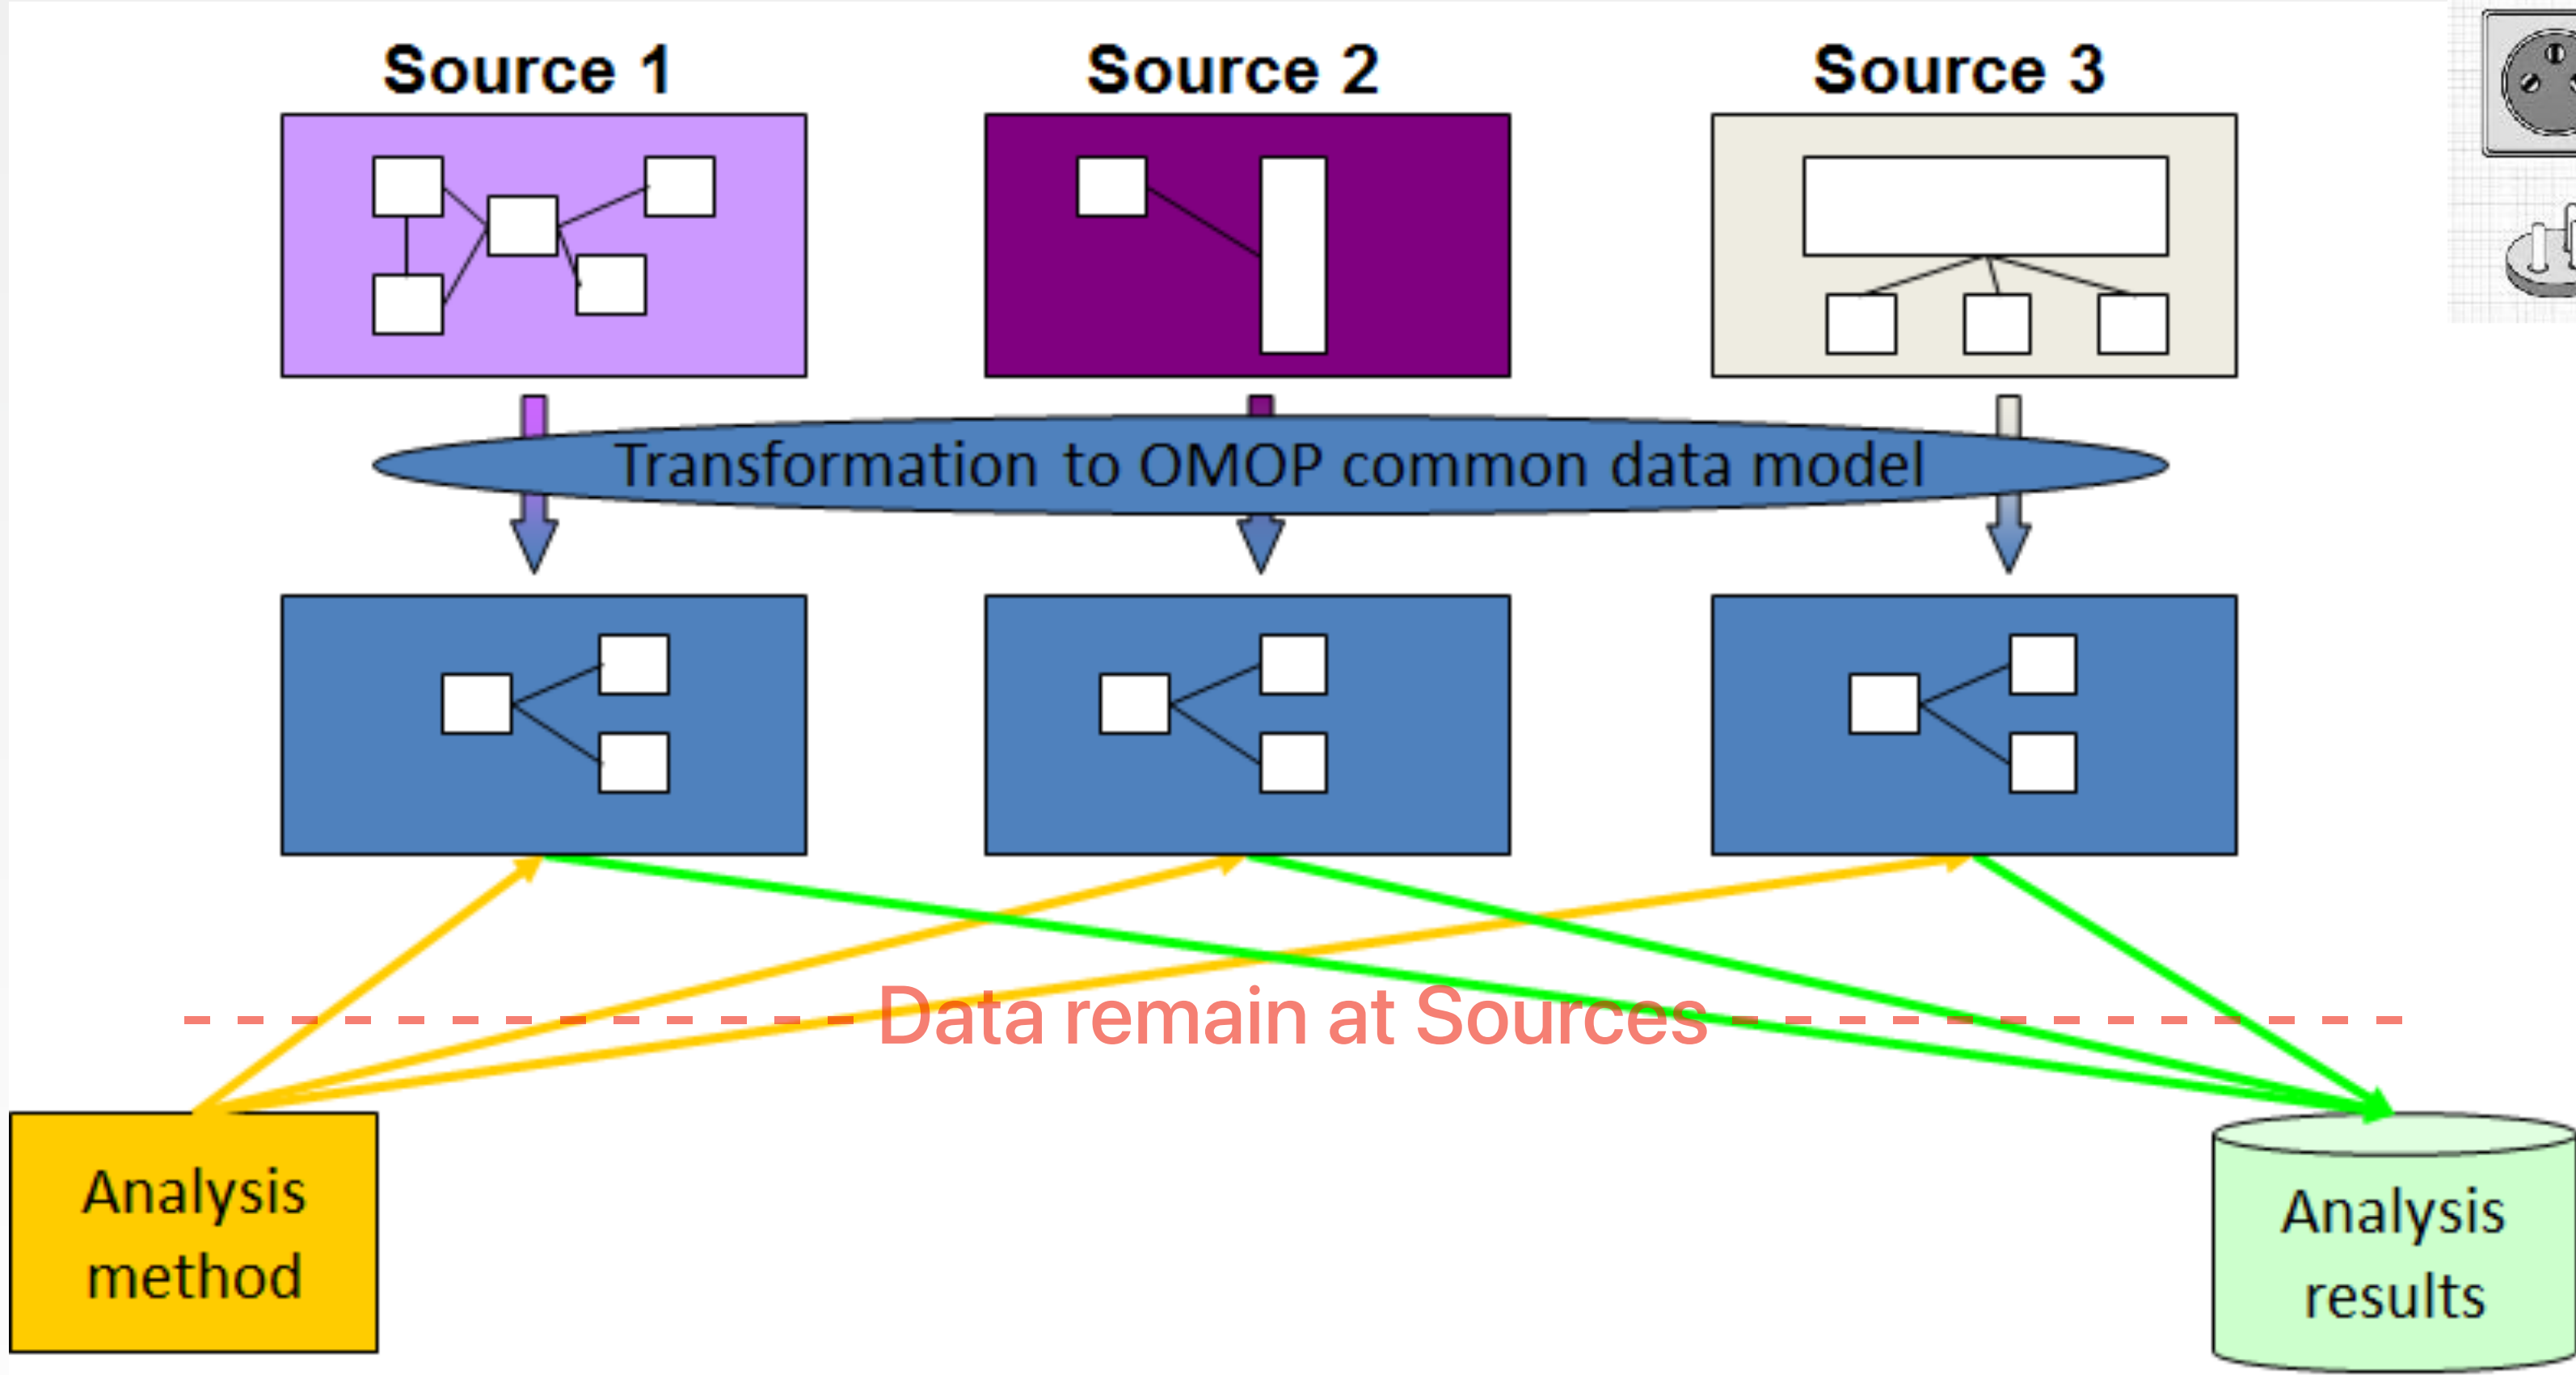 Source 1
Source 2
Source 3
Transformation to OMOP common data model
Data remain at Sources
Analysis
method
Analysis
results